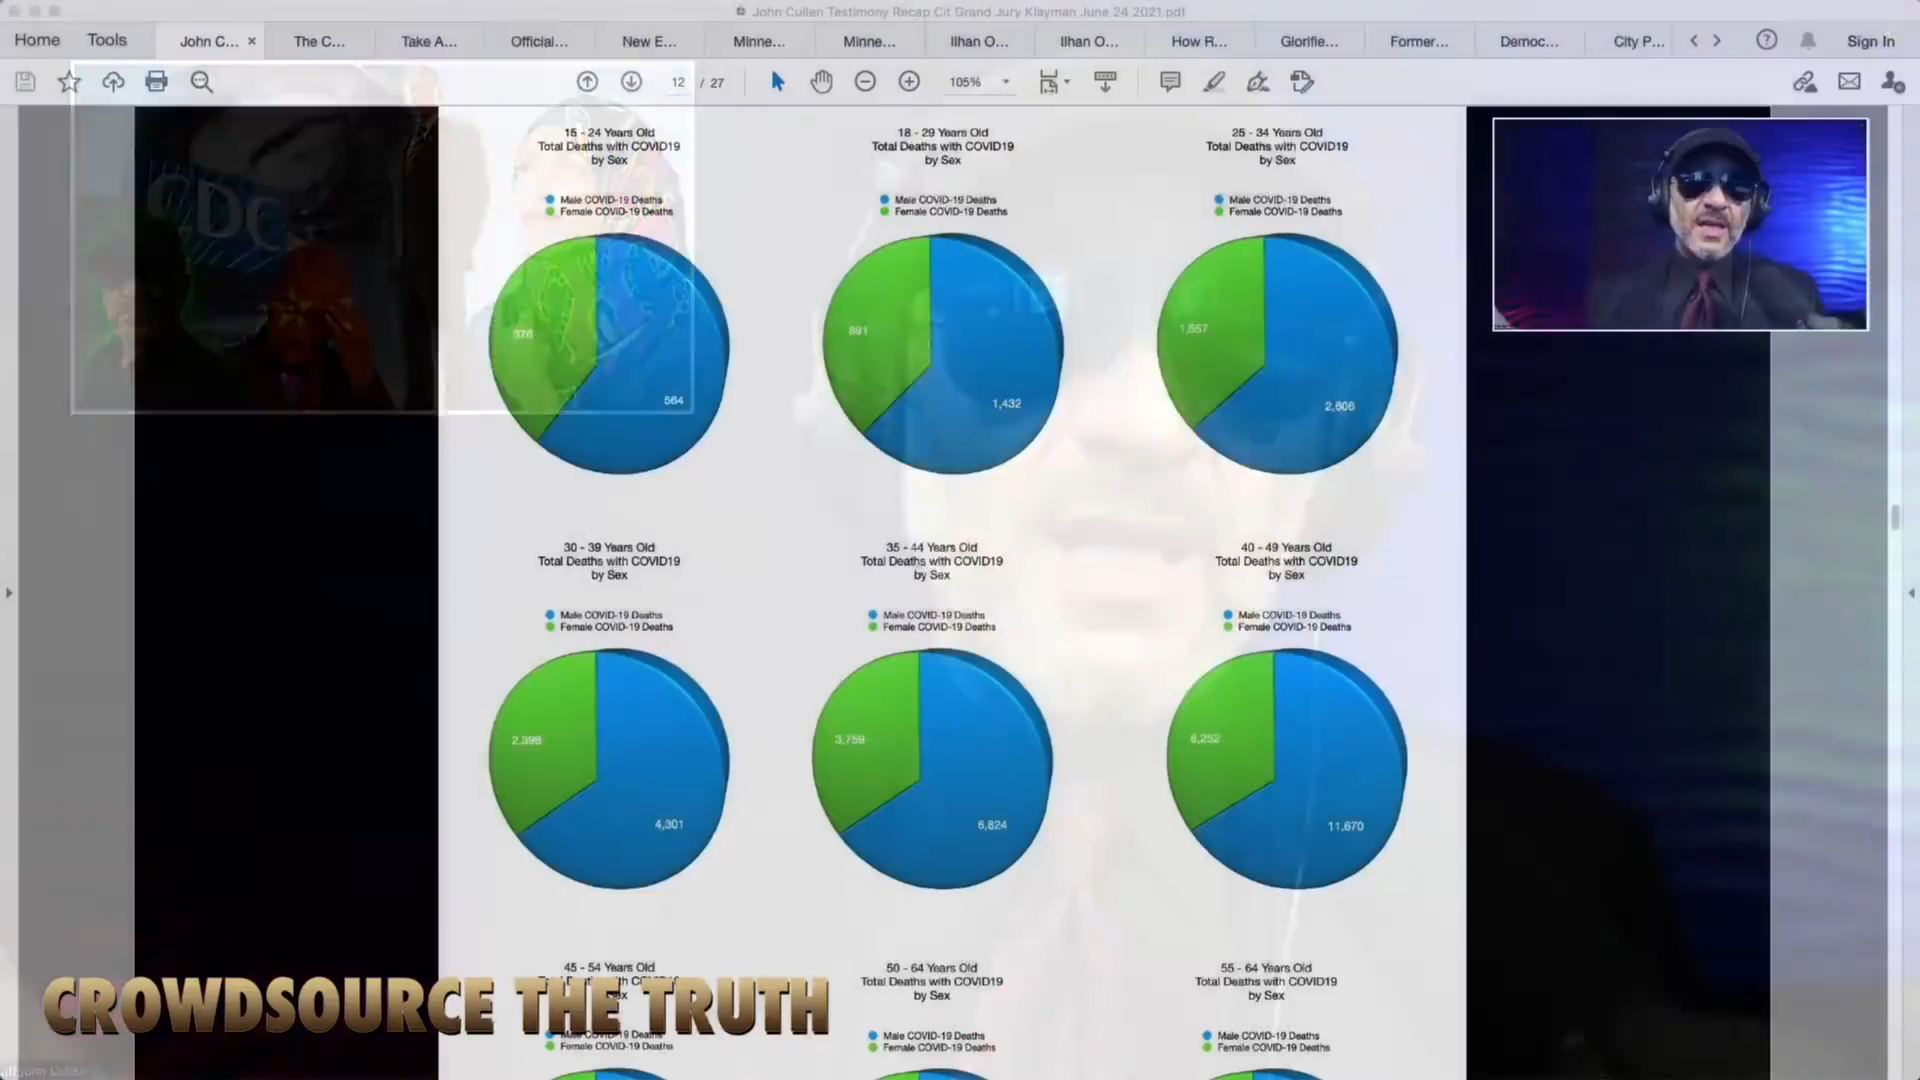 John Cullen Testimony Recap Cit Grand Jury Klayman June 24 2021.pdf
Home Tools John C... × The C... Take A... Official... New E... Minne... Minne... Ilhan O... Ilhan O... How R... Glorifie... Former... Democ... City P... Sign In
12 / 27 105%
CDC
15 - 24 Years Old
Total Deaths with COVID19
by Sex
Male COVID-19 Deaths
Female COVID-19 Deaths
376
564
18 - 29 Years Old
Total Deaths with COVID19
by Sex
Male COVID-19 Deaths
Female COVID-19 Deaths
891
1,432
25 - 34 Years Old
Total Deaths with COVID19
by Sex
Male COVID-19 Deaths
Female COVID-19 Deaths
1,557
2,606
30 - 39 Years Old
Total Deaths with COVID19
by Sex
Male COVID-19 Deaths
Female COVID-19 Deaths
2,398
4,301
35 - 44 Years Old
Total Deaths with COVID19
by Sex
Male COVID-19 Deaths
Female COVID-19 Deaths
3,759
6,824
40 - 49 Years Old
Total Deaths with COVID19
by Sex
Male COVID-19 Deaths
Female COVID-19 Deaths
6,252
11,670
45 - 54 Years Old
Female COVID-19 Deaths
50 - 64 Years Old
Total Deaths with COVID19
by Sex
Male COVID-19 Deaths
Female COVID-19 Deaths
55 - 64 Years Old
Total Deaths with COVID19
by Sex
Male COVID-19 Deaths
Female COVID-19 Deaths
CROWDSOURCE THE TRUTH